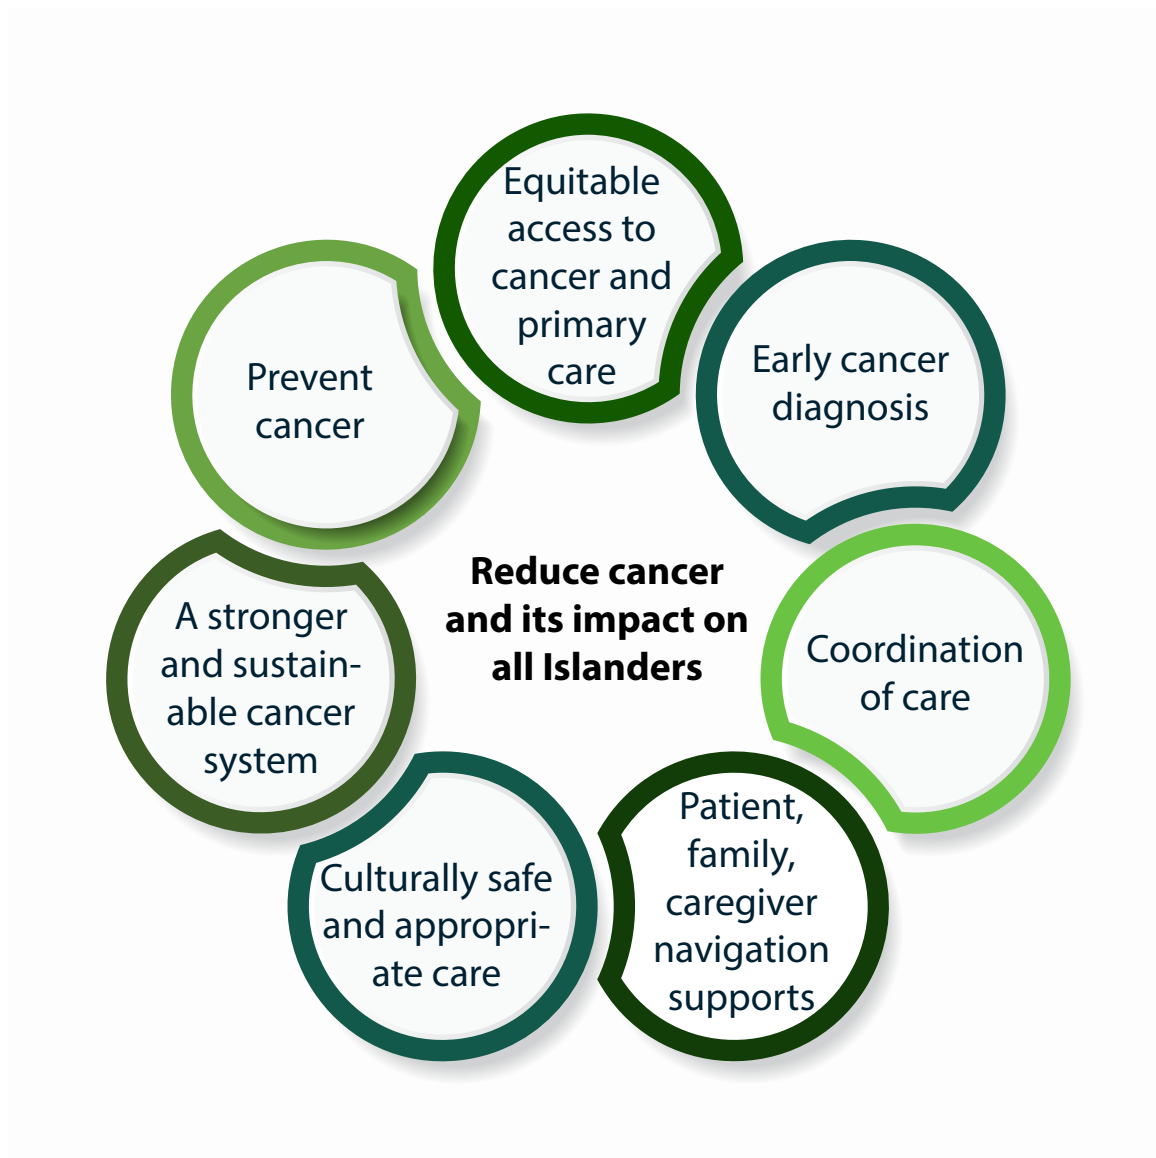 Equitable
access to
cancer and
primary
care
Early cancer
diagnosis
Coordination
of care
Patient,
family,
caregiver
navigation
supports
Culturally safe
and appropri-
ate care
A stronger
and sustain-
able cancer
system
Prevent
cancer
Reduce cancer
and its impact on
all Islanders